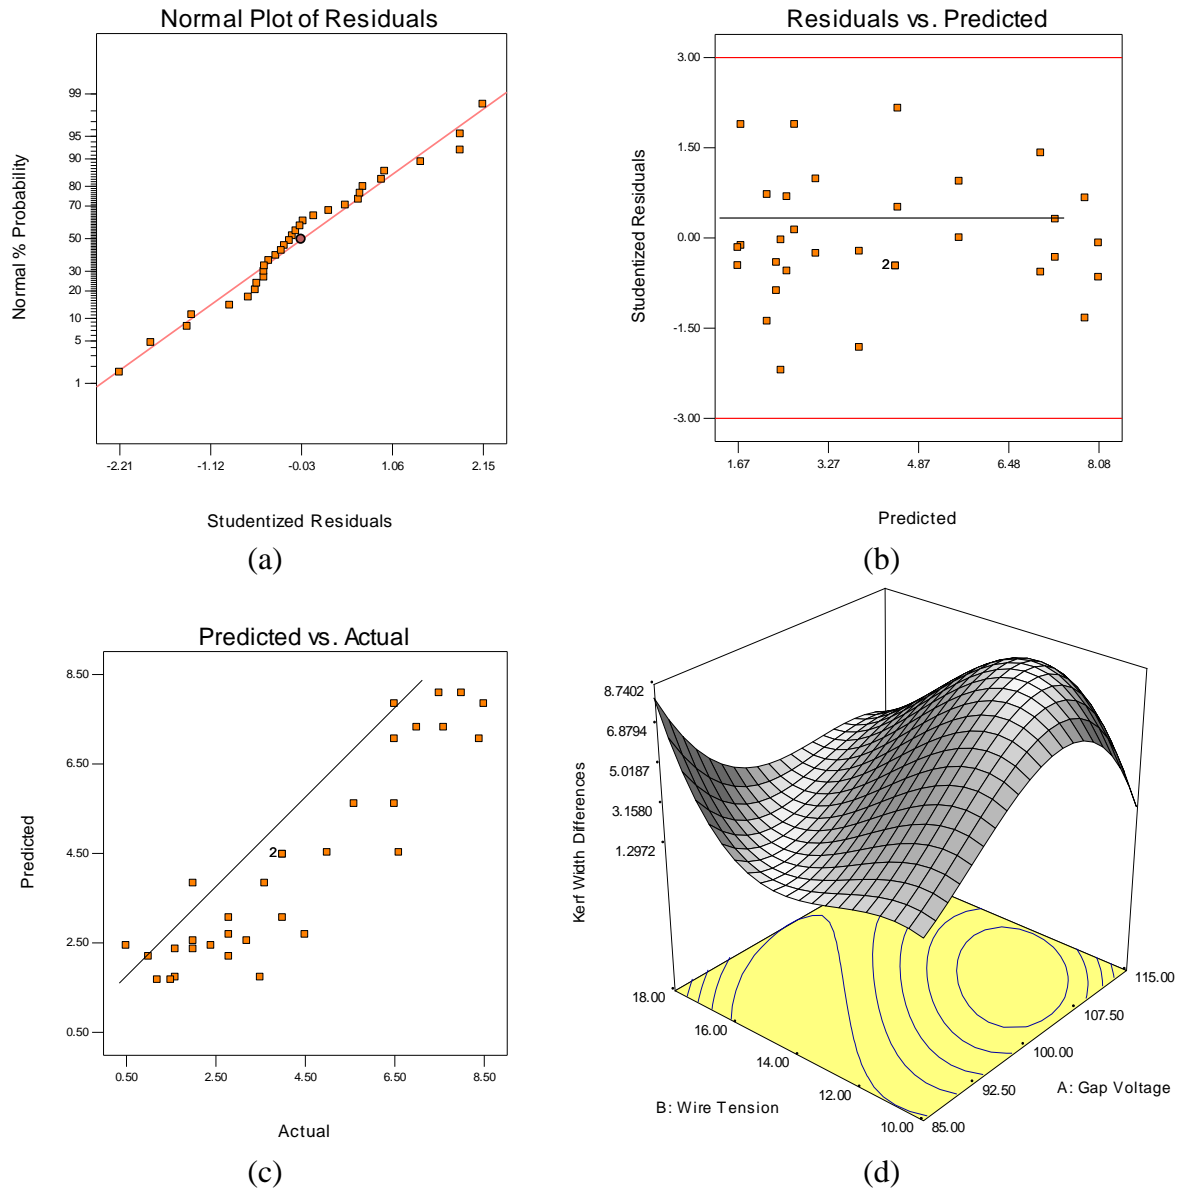 Normal Plot of Residuals
Normal % Probability
99
95
90
80
70
50
30
20
10
5
1
-2.21 -1.12 -0.03 1.06 2.15
Studentized Residuals
(a)
Residuals vs. Predicted
Studentized Residuals
3.00
1.50
0.00
-1.50
-3.00
2
1.67 3.27 4.87 6.48 8.08
Predicted
(b)
Predicted vs. Actual
Predicted
8.50
6.50
4.50
2.50
0.50
2
0.50 2.50 4.50 6.50 8.50
Actual
(c)
Kerf Width Differences
8.7402
6.8794
5.0187
3.1580
1.2972
18.00
16.00
14.00
12.00
10.00
B: Wire Tension
85.00
92.50
100.00
107.50
115.00
A: Gap Voltage
(d)